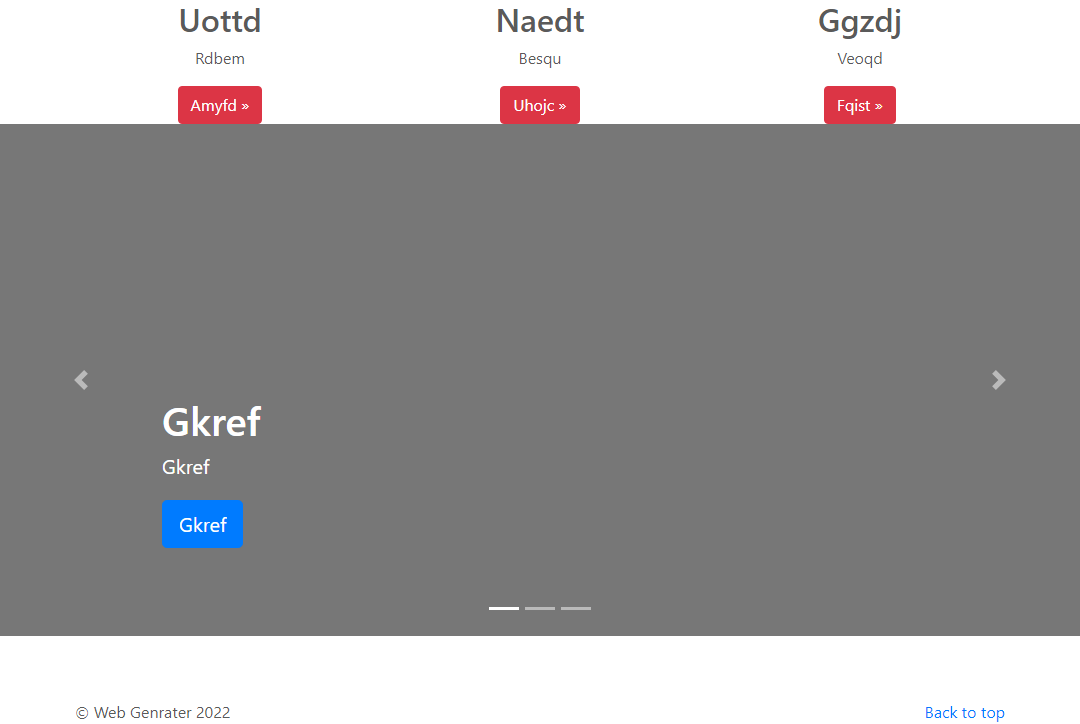 Uottd
Rdbem
Amyfd »
Naedt
Besqu
Uhojc »
Ggzdj
Veoqd
Fqist »
Gkref
Gkref
Gkref
© Web Genrater 2022
Back to top